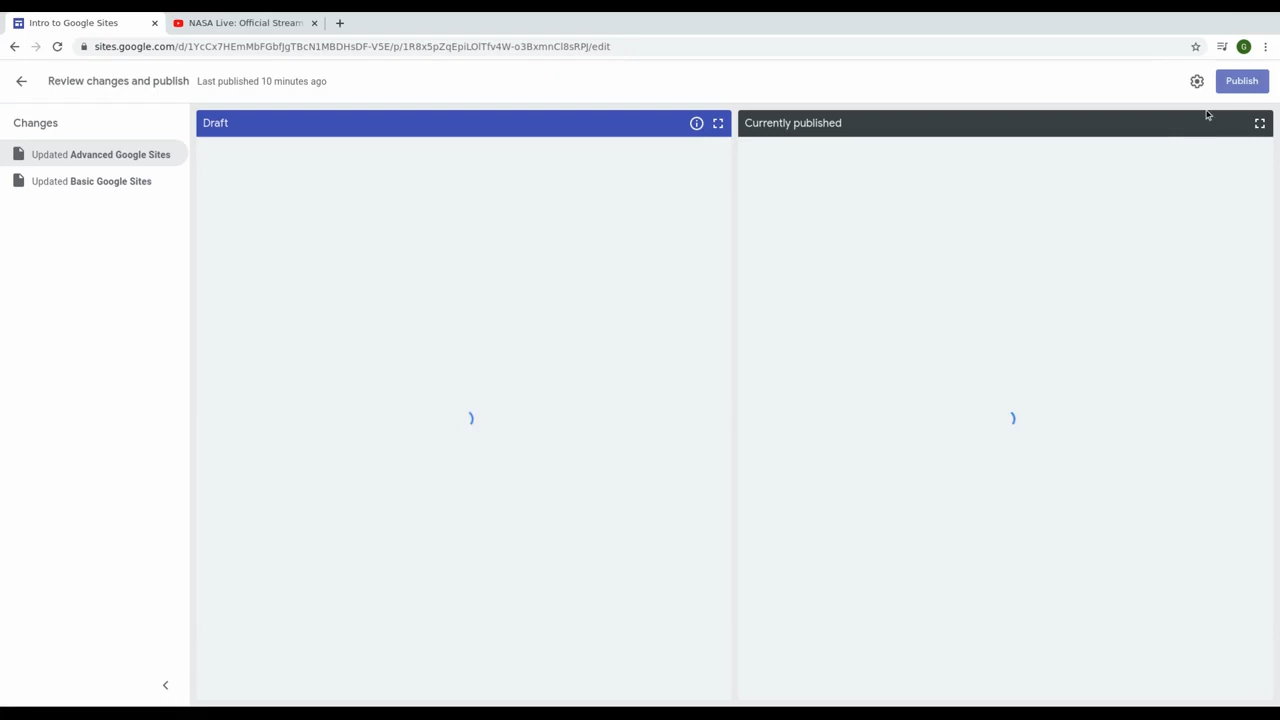 Intro to Google Sites
NASA Live: Official Stream
sites.google.com/d/1YcCx7HEmMbFGbfJgTBcN1MBDHsDF-V5E/p/1R8x5pZqEpiLOlTfv4W-o3BxmnCl8sRPJ/edit
G
Review changes and publish Last published 10 minutes ago
Publish
Changes
Draft
Currently published
Updated Advanced Google Sites
Updated Basic Google Sites